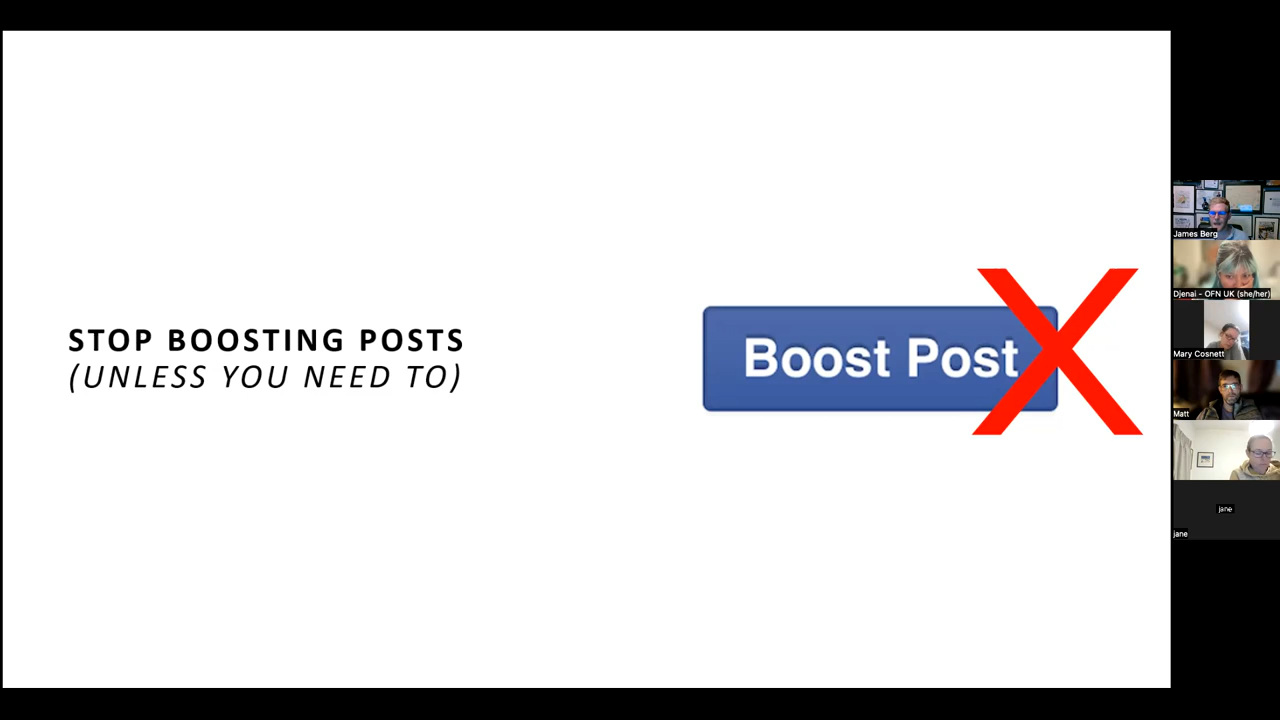 STOP BOOSTING POSTS
(UNLESS YOU NEED TO)
Boost Post
X
James Berg
Djenai - OFN UK (she/her)
Mary Cosnett
Matt
jane
jane